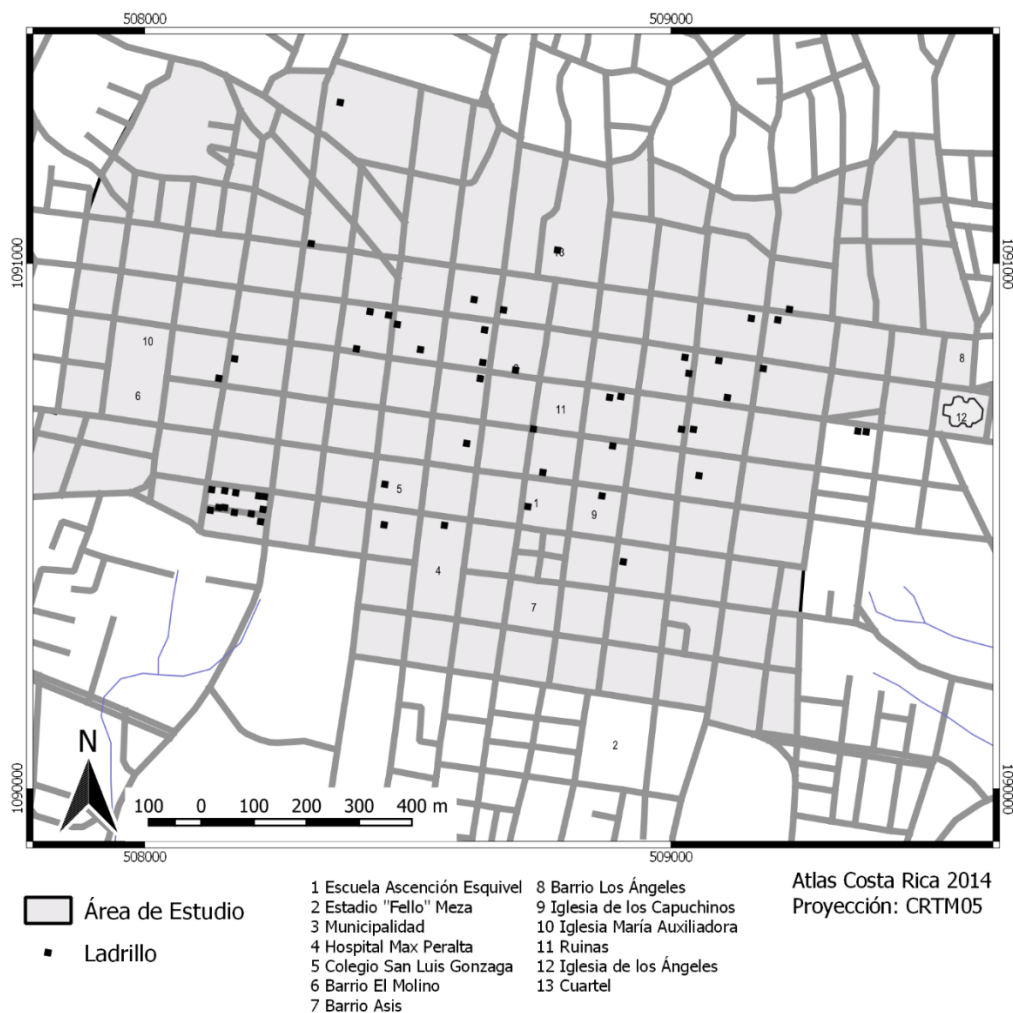 508000
509000
1091000
1091000
13
10
8
3
6
11
12
5
1
9
4
7
2
N
1090000
1090000
100 0 100 200 300 400 m
508000
509000
Área de Estudio
Ladrillo
1 Escuela Ascención Esquivel
2 Estadio "Fello" Meza
3 Municipalidad
4 Hospital Max Peralta
5 Colegio San Luis Gonzaga
6 Barrio El Molino
7 Barrio Asis
8 Barrio Los Ángeles
9 Iglesia de los Capuchinos
10 Iglesia María Auxiliadora
11 Ruinas
12 Iglesia de los Ángeles
13 Cuartel
Atlas Costa Rica 2014
Proyección: CRTM05